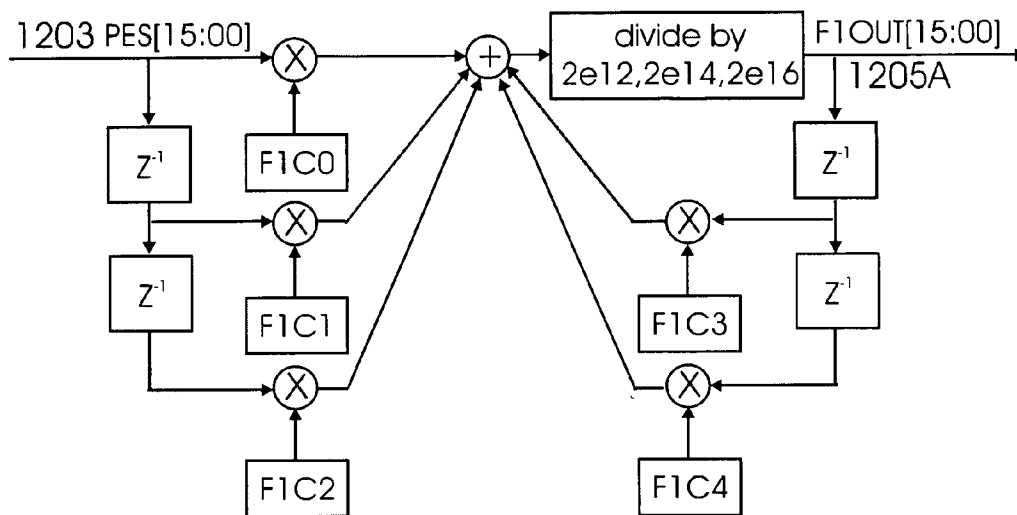 1203 PES[15:00]
X
+
divide by
2e12,2e14,2e16
F1OUT[15:00]
1205A
Z-1
F1C0
Z-1
X
X
Z-1
F1C1
F1C3
Z-1
X
X
F1C2
F1C4